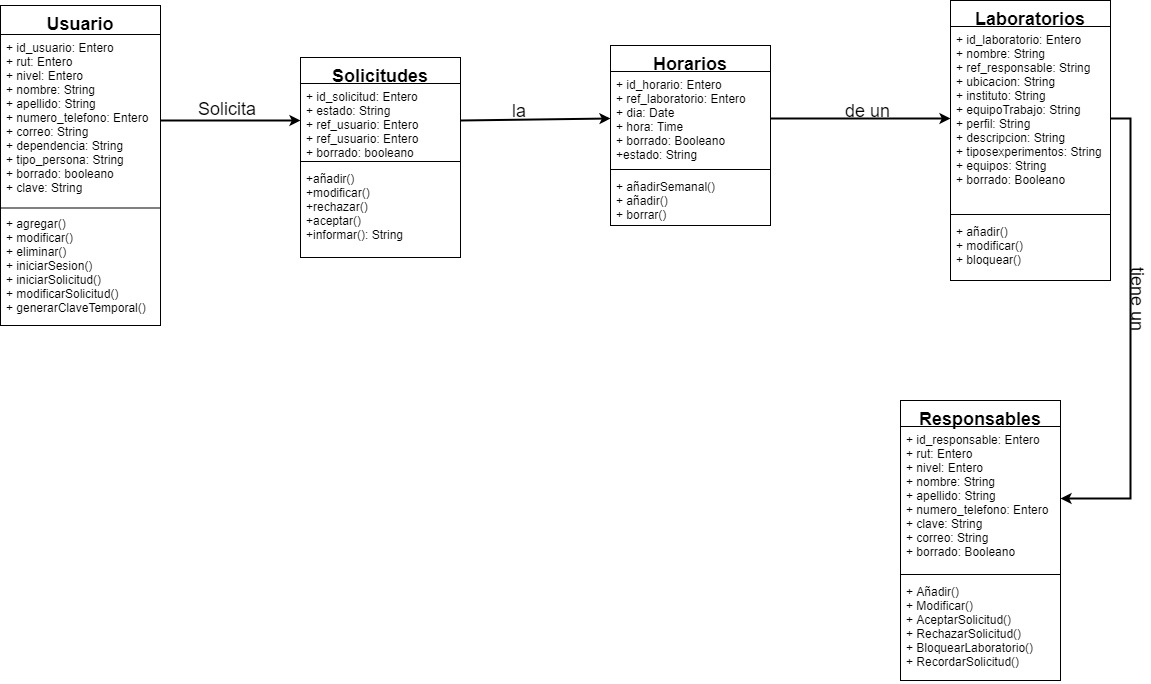 Usuario
+ id_usuario: Entero
+ rut: Entero
+ nivel: Entero
+ nombre: String
+ apellido: String
+ numero_telefono: Entero
+ correo: String
+ dependencia: String
+ tipo_persona: String
+ borrado: booleano
+ clave: String
+ agregar()
+ modificar()
+ eliminar()
+ iniciarSesion()
+ iniciarSolicitud()
+ modificarSolicitud()
+ generarClaveTemporal()
Solicita
Solicitudes
+ id_solicitud: Entero
+ estado: String
+ ref_usuario: Entero
+ ref_usuario: Entero
+ borrado: booleano
+añadir()
+modificar()
+rechazar()
+aceptar()
+informar(): String
la
Horarios
+ id_horario: Entero
+ ref_laboratorio: Entero
+ dia: Date
+ hora: Time
+ borrado: Booleano
+estado: String
+ añadirSemanal()
+ añadir()
+ borrar()
de un
Laboratorios
+ id_laboratorio: Entero
+ nombre: String
+ ref_responsable: String
+ ubicacion: String
+ instituto: String
+ equipoTrabajo: String
+ perfil: String
+ descripcion: String
+ tiposexperimentos: String
+ equipos: String
+ borrado: Booleano
+ añadir()
+ modificar()
+ bloquear()
tiene un
Responsables
+ id_responsable: Entero
+ rut: Entero
+ nivel: Entero
+ nombre: String
+ apellido: String
+ numero_telefono: Entero
+ clave: String
+ correo: String
+ borrado: Booleano
+ Añadir()
+ Modificar()
+ AceptarSolicitud()
+ RechazarSolicitud()
+ BloquearLaboratorio()
+ RecordarSolicitud()